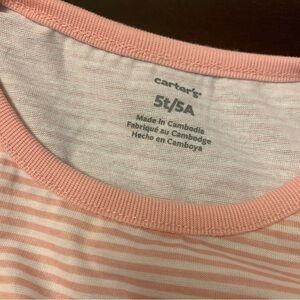 carter's
5t/5A
Made in Cambodia
Fabriqué au Cambodge
Hecho en Camboya